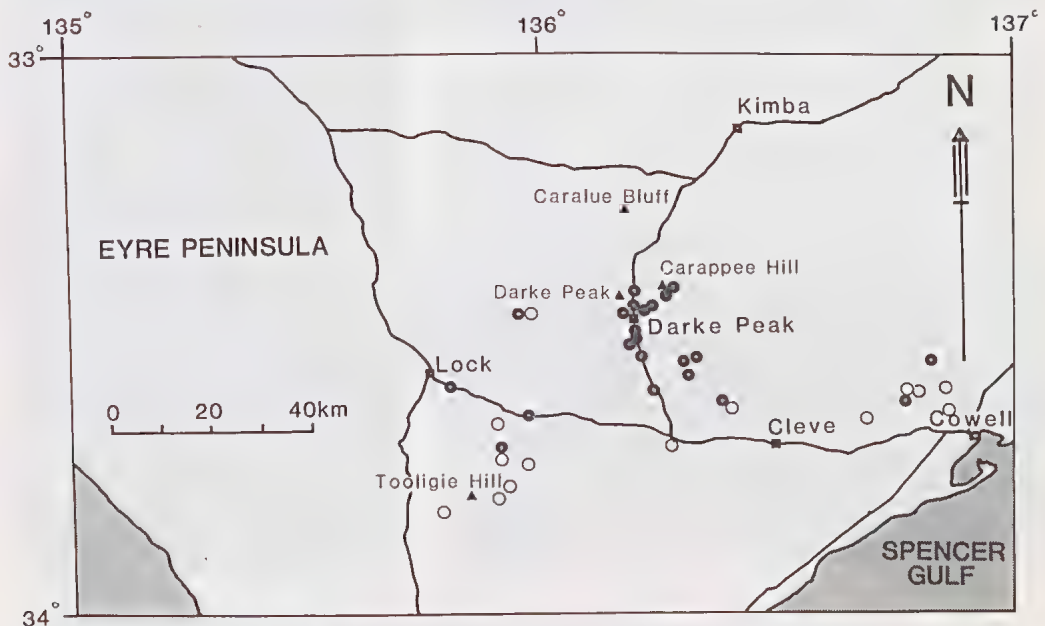 135°
136°
137°
33°
N
Kimba
Caralue Bluff
EYRE PENINSULA
Carappee Hill
Darke Peak
Darke Peak
Lock
0 20 40km
Cleve
Cowell
Tooligie Hill
SPENCER
GULF
34°